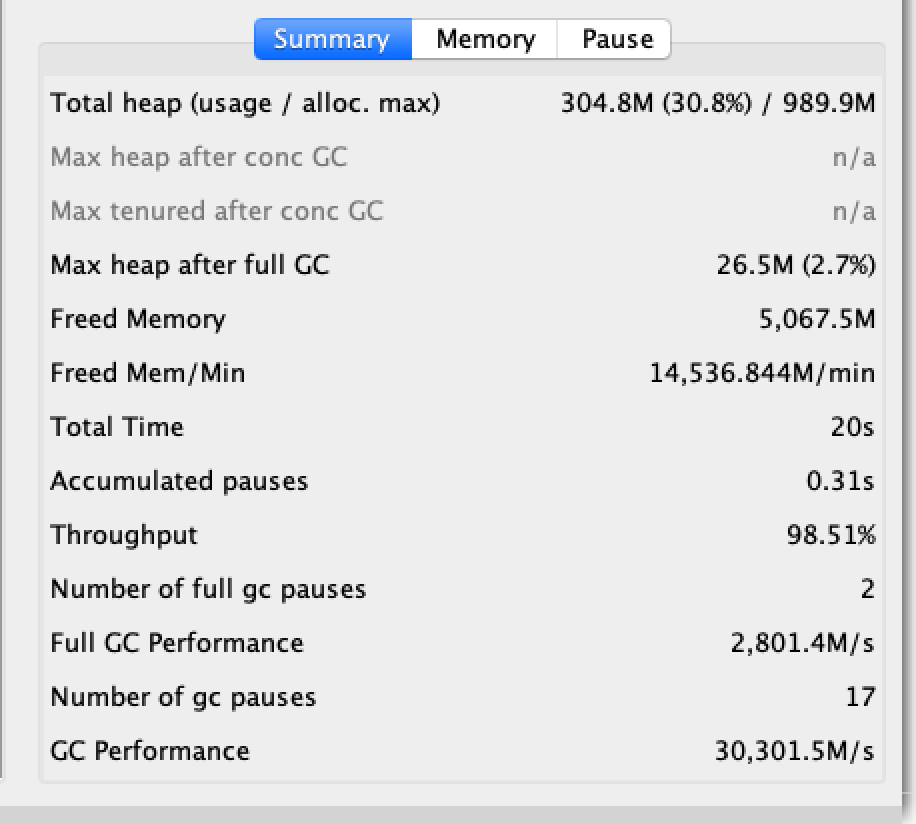 Summary Memory Pause
Total heap (usage / alloc. max) 304.8M (30.8%) / 989.9M
Max heap after conc GC n/a
Max tenured after conc GC n/a
Max heap after full GC 26.5M (2.7%)
Freed Memory 5,067.5M
Freed Mem/Min 14,536.844M/min
Total Time 20s
Accumulated pauses 0.31s
Throughput 98.51%
Number of full gc pauses 2
Full GC Performance 2,801.4M/s
Number of gc pauses 17
GC Performance 30,301.5M/s